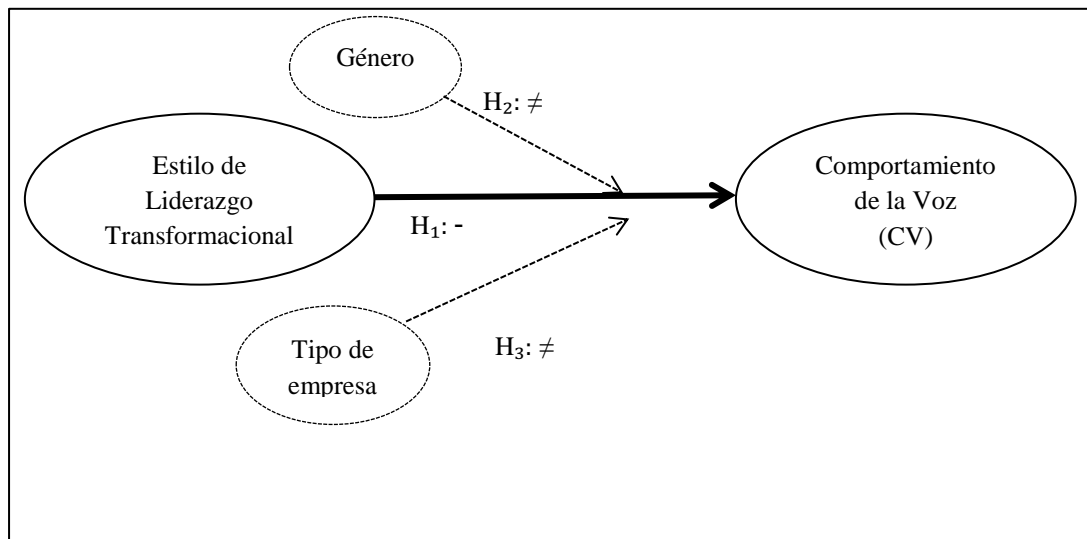 Género
H₂: ≠
Estilo de
Liderazgo
Transformacional
H₁: -
Comportamiento
de la Voz
(CV)
Tipo de
empresa
H₃: ≠